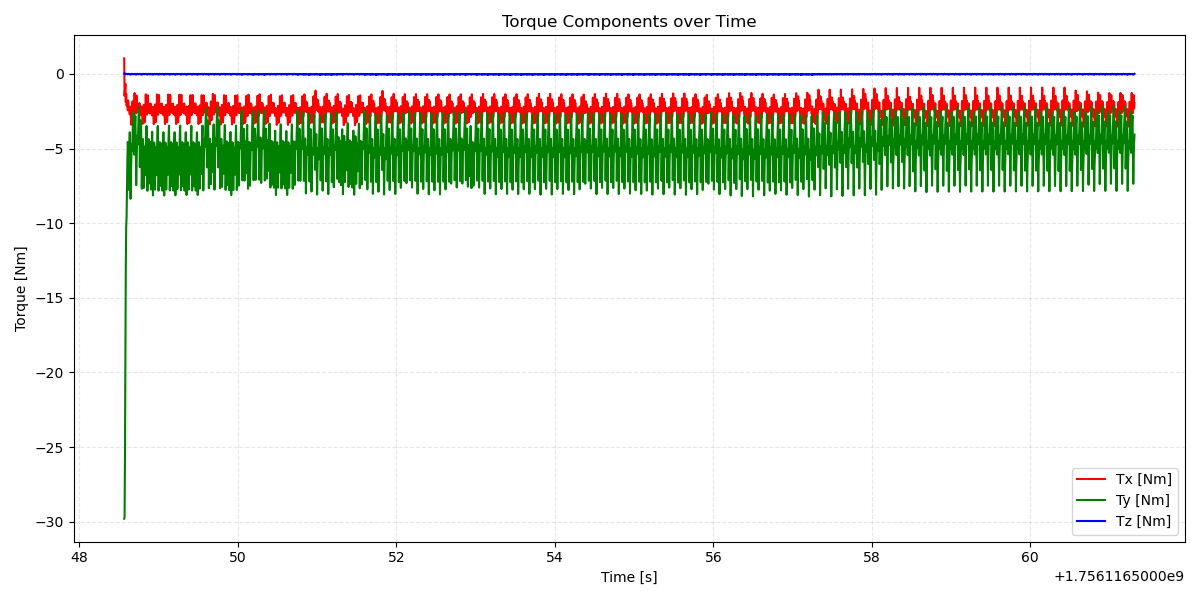 Torque Components over Time
Torque [Nm]
0
−5
−10
−15
−20
−25
−30
48
50
52
54
56
58
60
Time [s]
+1.7561165000e9
Tx [Nm]
Ty [Nm]
Tz [Nm]